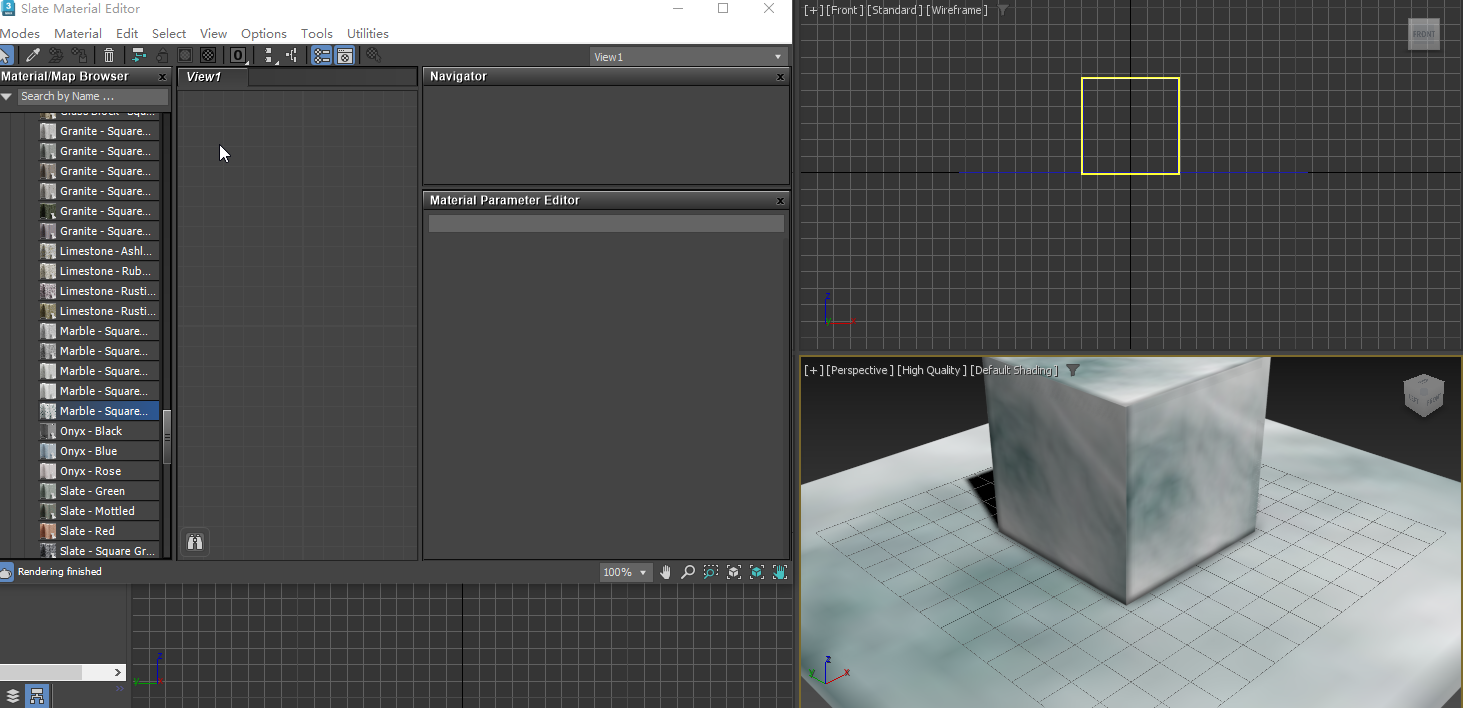 Slate Material Editor
Modes Material Edit Select View Options Tools Utilities
View1
Material/Map Browser x
Search by Name ...
Granite - Square...
Granite - Square...
Granite - Square...
Granite - Square...
Granite - Square...
Granite - Square...
Limestone - Ashl...
Limestone - Rub...
Limestone - Rusti...
Limestone - Rusti...
Marble - Square...
Marble - Square...
Marble - Square...
Marble - Square...
Marble - Square...
Onyx - Black
Onyx - Blue
Onyx - Rose
Slate - Green
Slate - Mottled
Slate - Red
Slate - Square Gr...
Rendering finished
View1
Navigator x
Material Parameter Editor x
100%
[+] [Front ] [Standard ] [Wireframe ]
FRONT
z
y x
[+] [Perspective ] [High Quality ] [Default Shading ]
FRONT
z
y x
z
y x